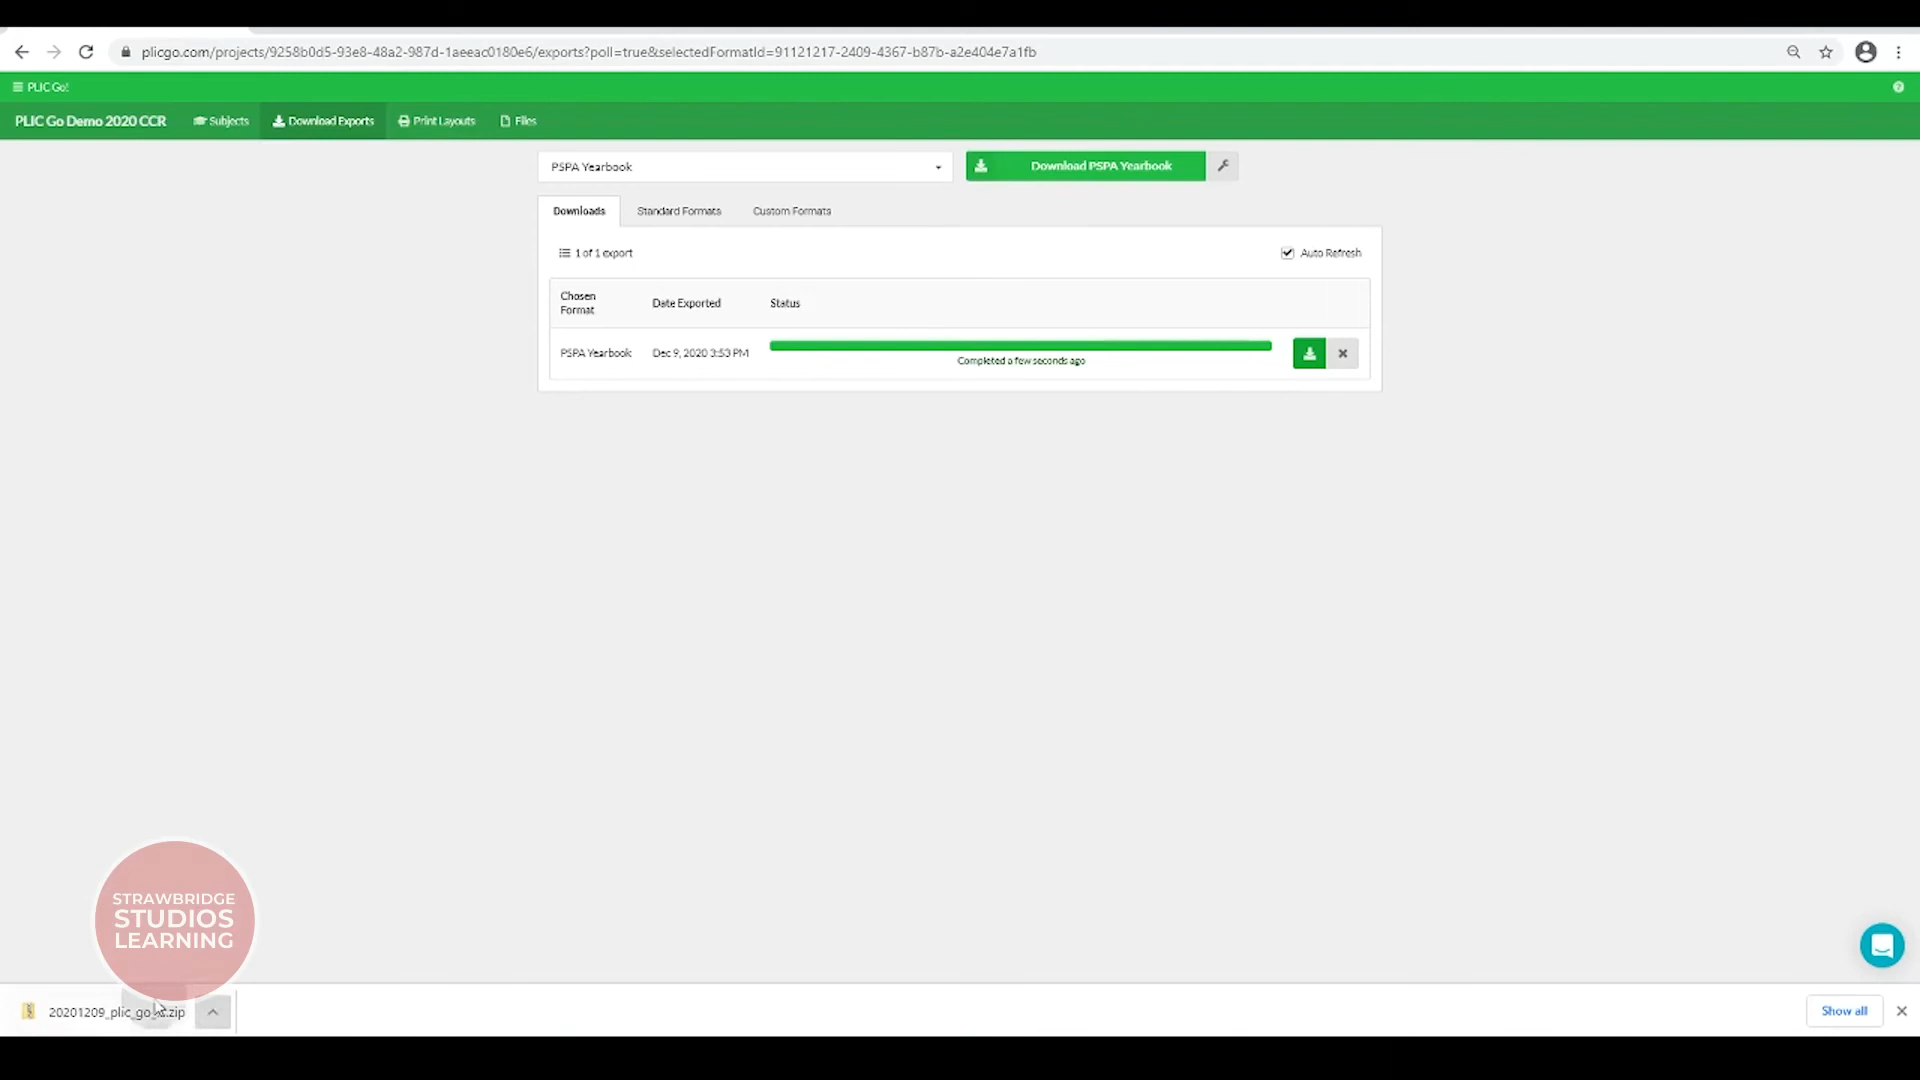 plicgo.com/projects/9258b0d5-93e8-48a2-987d-1aeeac0180e6/exports?poll=true&selectedFormatId=91121217-2409-4367-b87b-a2e404e7a1fb
PLIC Go!
PLIC Go Demo 2020 CCR Subjects Download Exports Print Layouts Files
PSPA Yearbook Download PSPA Yearbook
Downloads Standard Formats Custom Formats
1 of 1 export Auto Refresh
Chosen Format Date Exported Status
PSPA Yearbook Dec 9, 2020 3:53 PM
Completed a few seconds ago
STRAWBRIDGE
STUDIOS
LEARNING
Show all